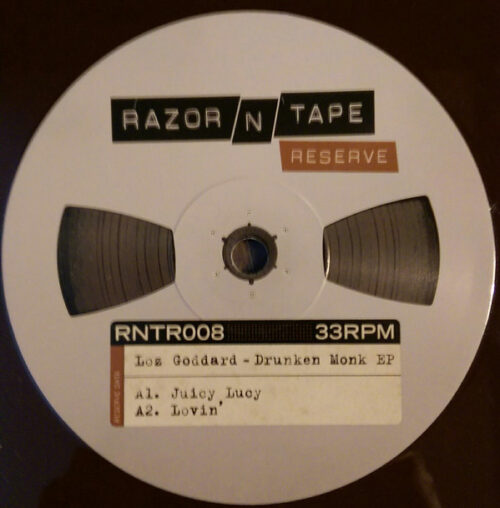 RAZOR N TAPE
RESERVE
RNTR008 33RPM
Loz Goddard - Drunken Monk EP
A1. Juicy Lucy
A2. Lovin'